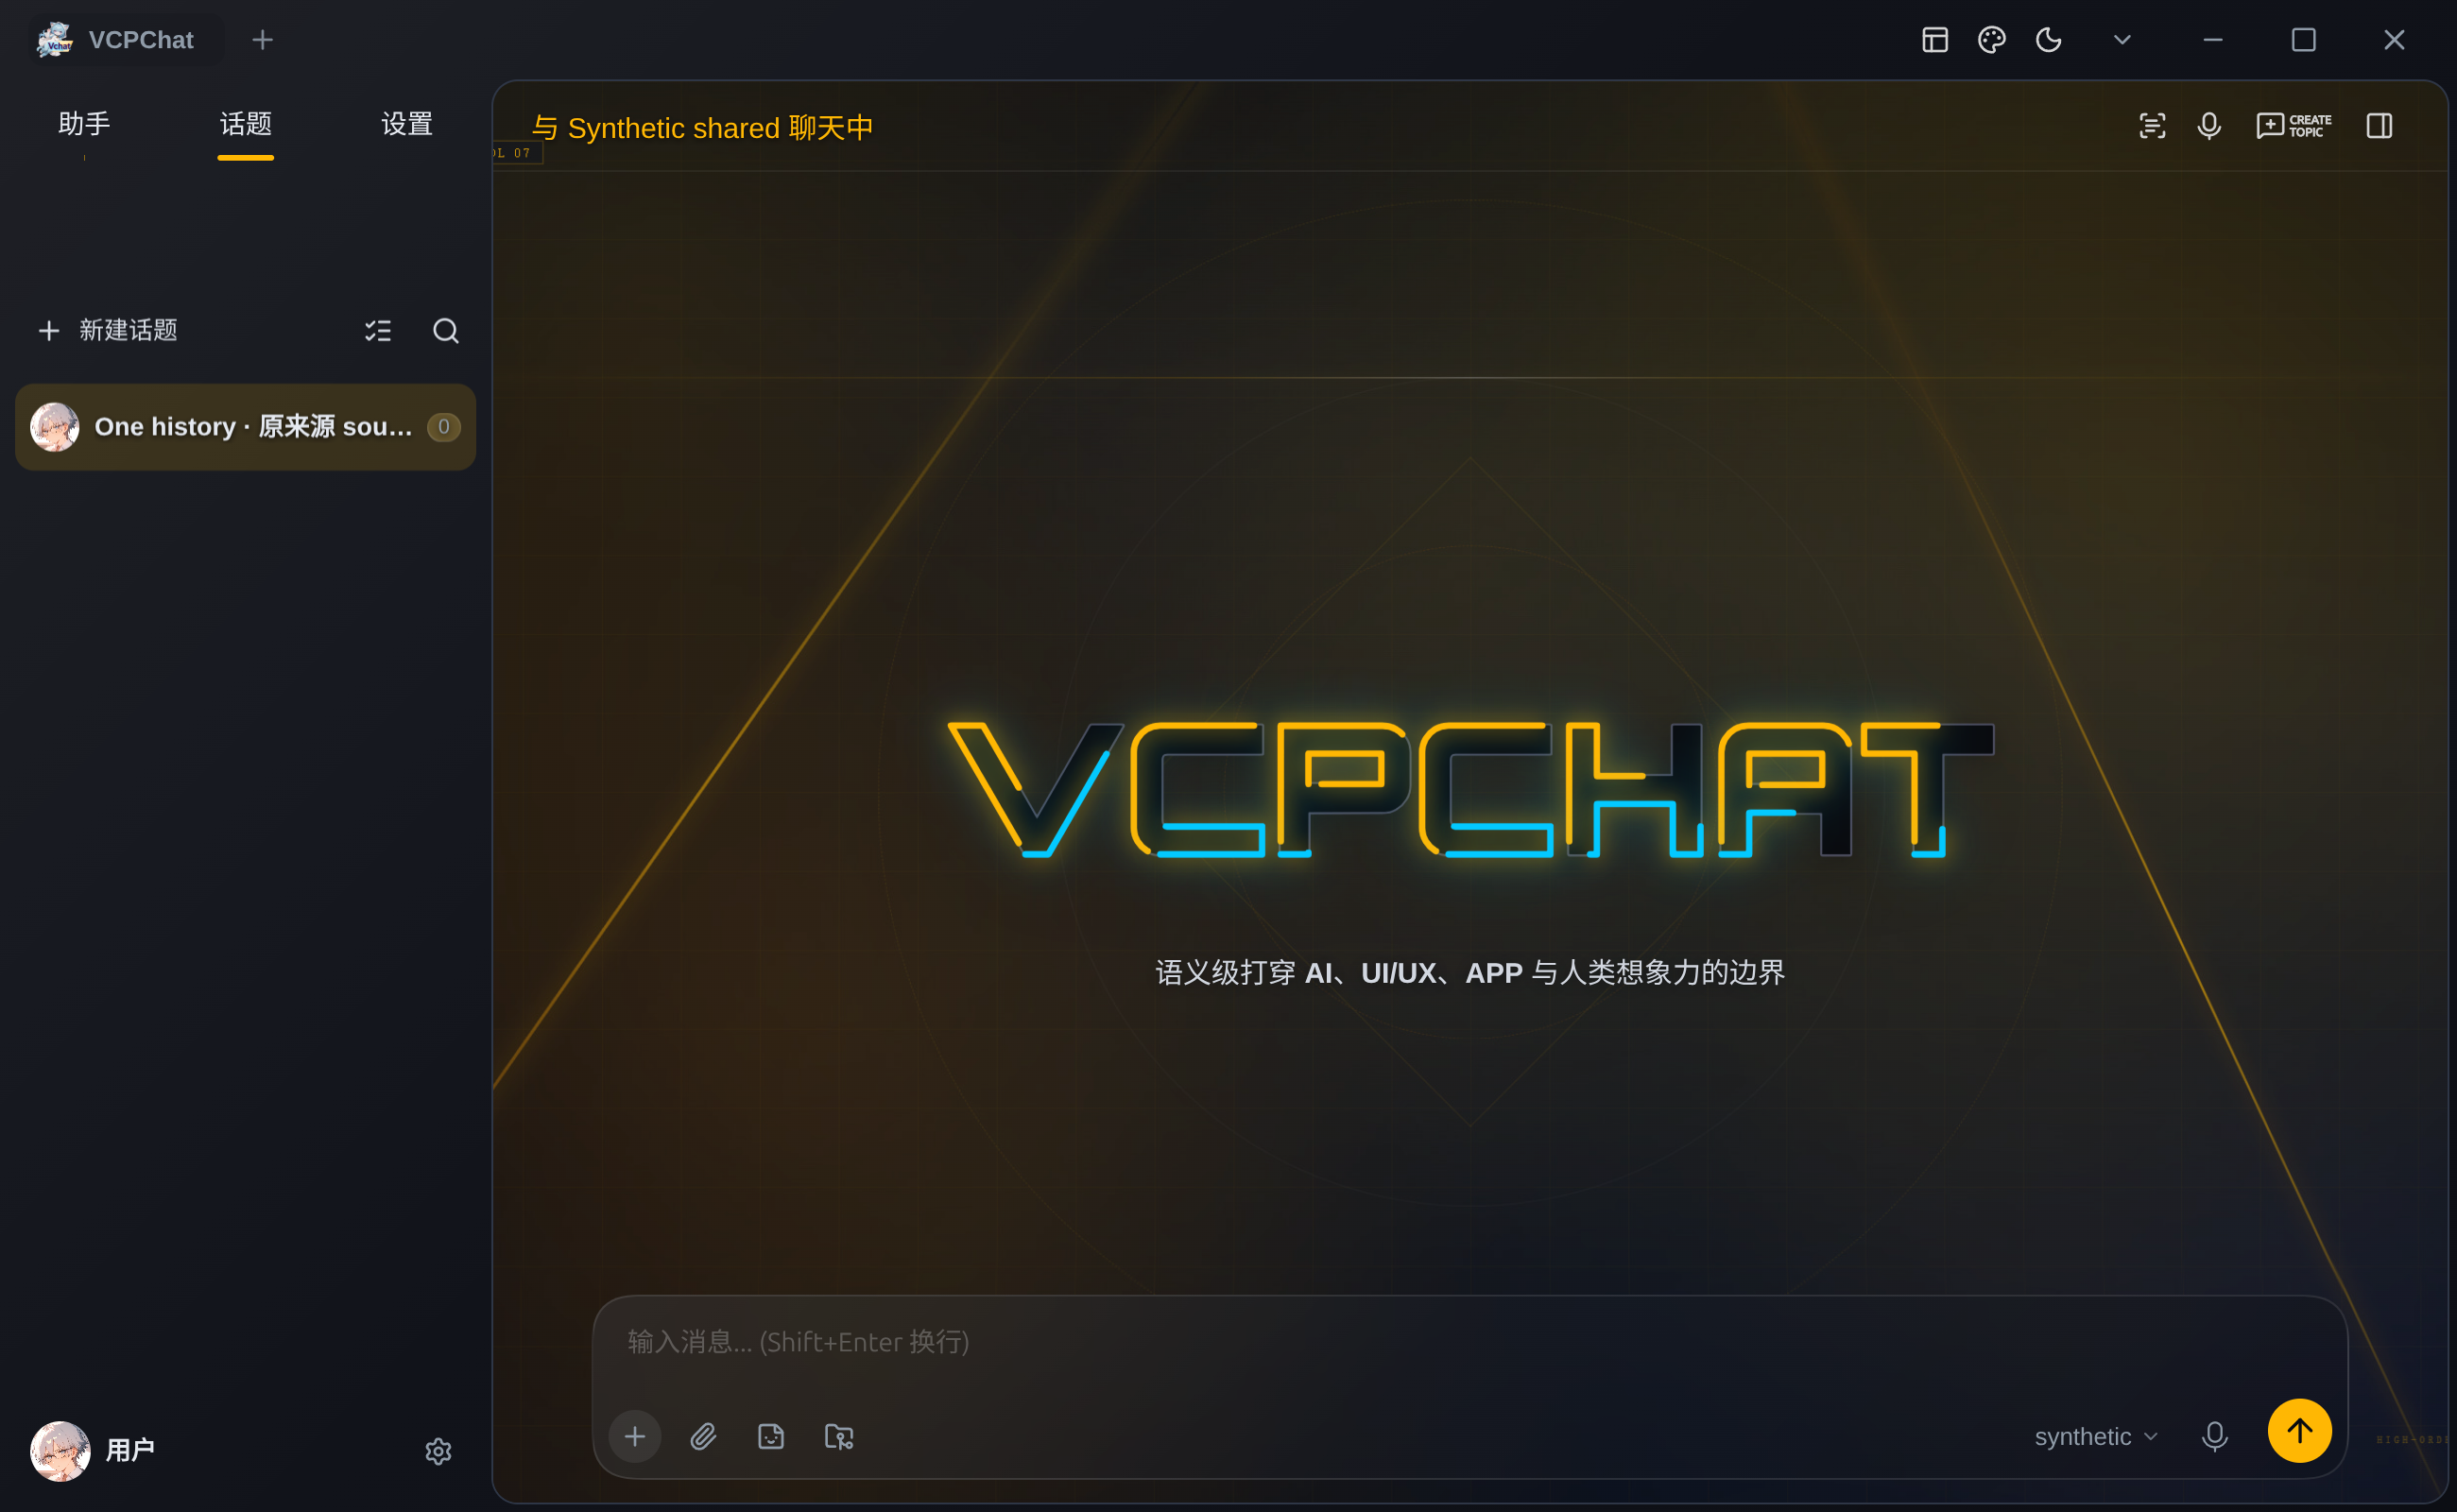 VCPChat
助手 话题 设置
与 Synthetic shared 聊天中
CREATE
TOPIC
07
新建话题
One history · 原来源 sou... 0
VCPCHAT
语义级打穿 AI、UI/UX、APP 与人类想象力的边界
输入消息... (Shift+Enter 换行)
synthetic
用户